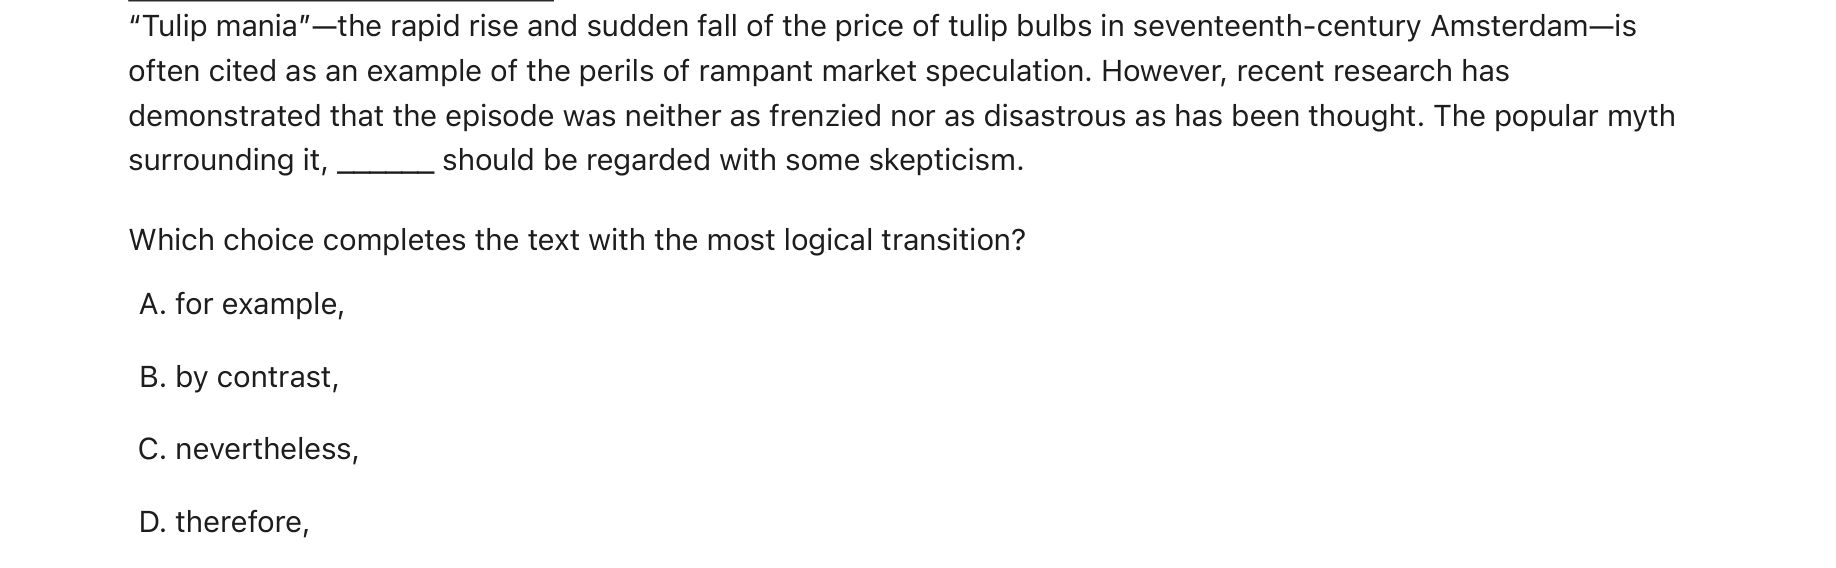 “Tulip mania”—the rapid rise and sudden fall of the price of tulip bulbs in seventeenth-century Amsterdam—is
often cited as an example of the perils of rampant market speculation. However, recent research has
demonstrated that the episode was neither as frenzied nor as disastrous as has been thought. The popular myth
surrounding it, ______ should be regarded with some skepticism.
Which choice completes the text with the most logical transition?
A. for example,
B. by contrast,
C. nevertheless,
D. therefore,